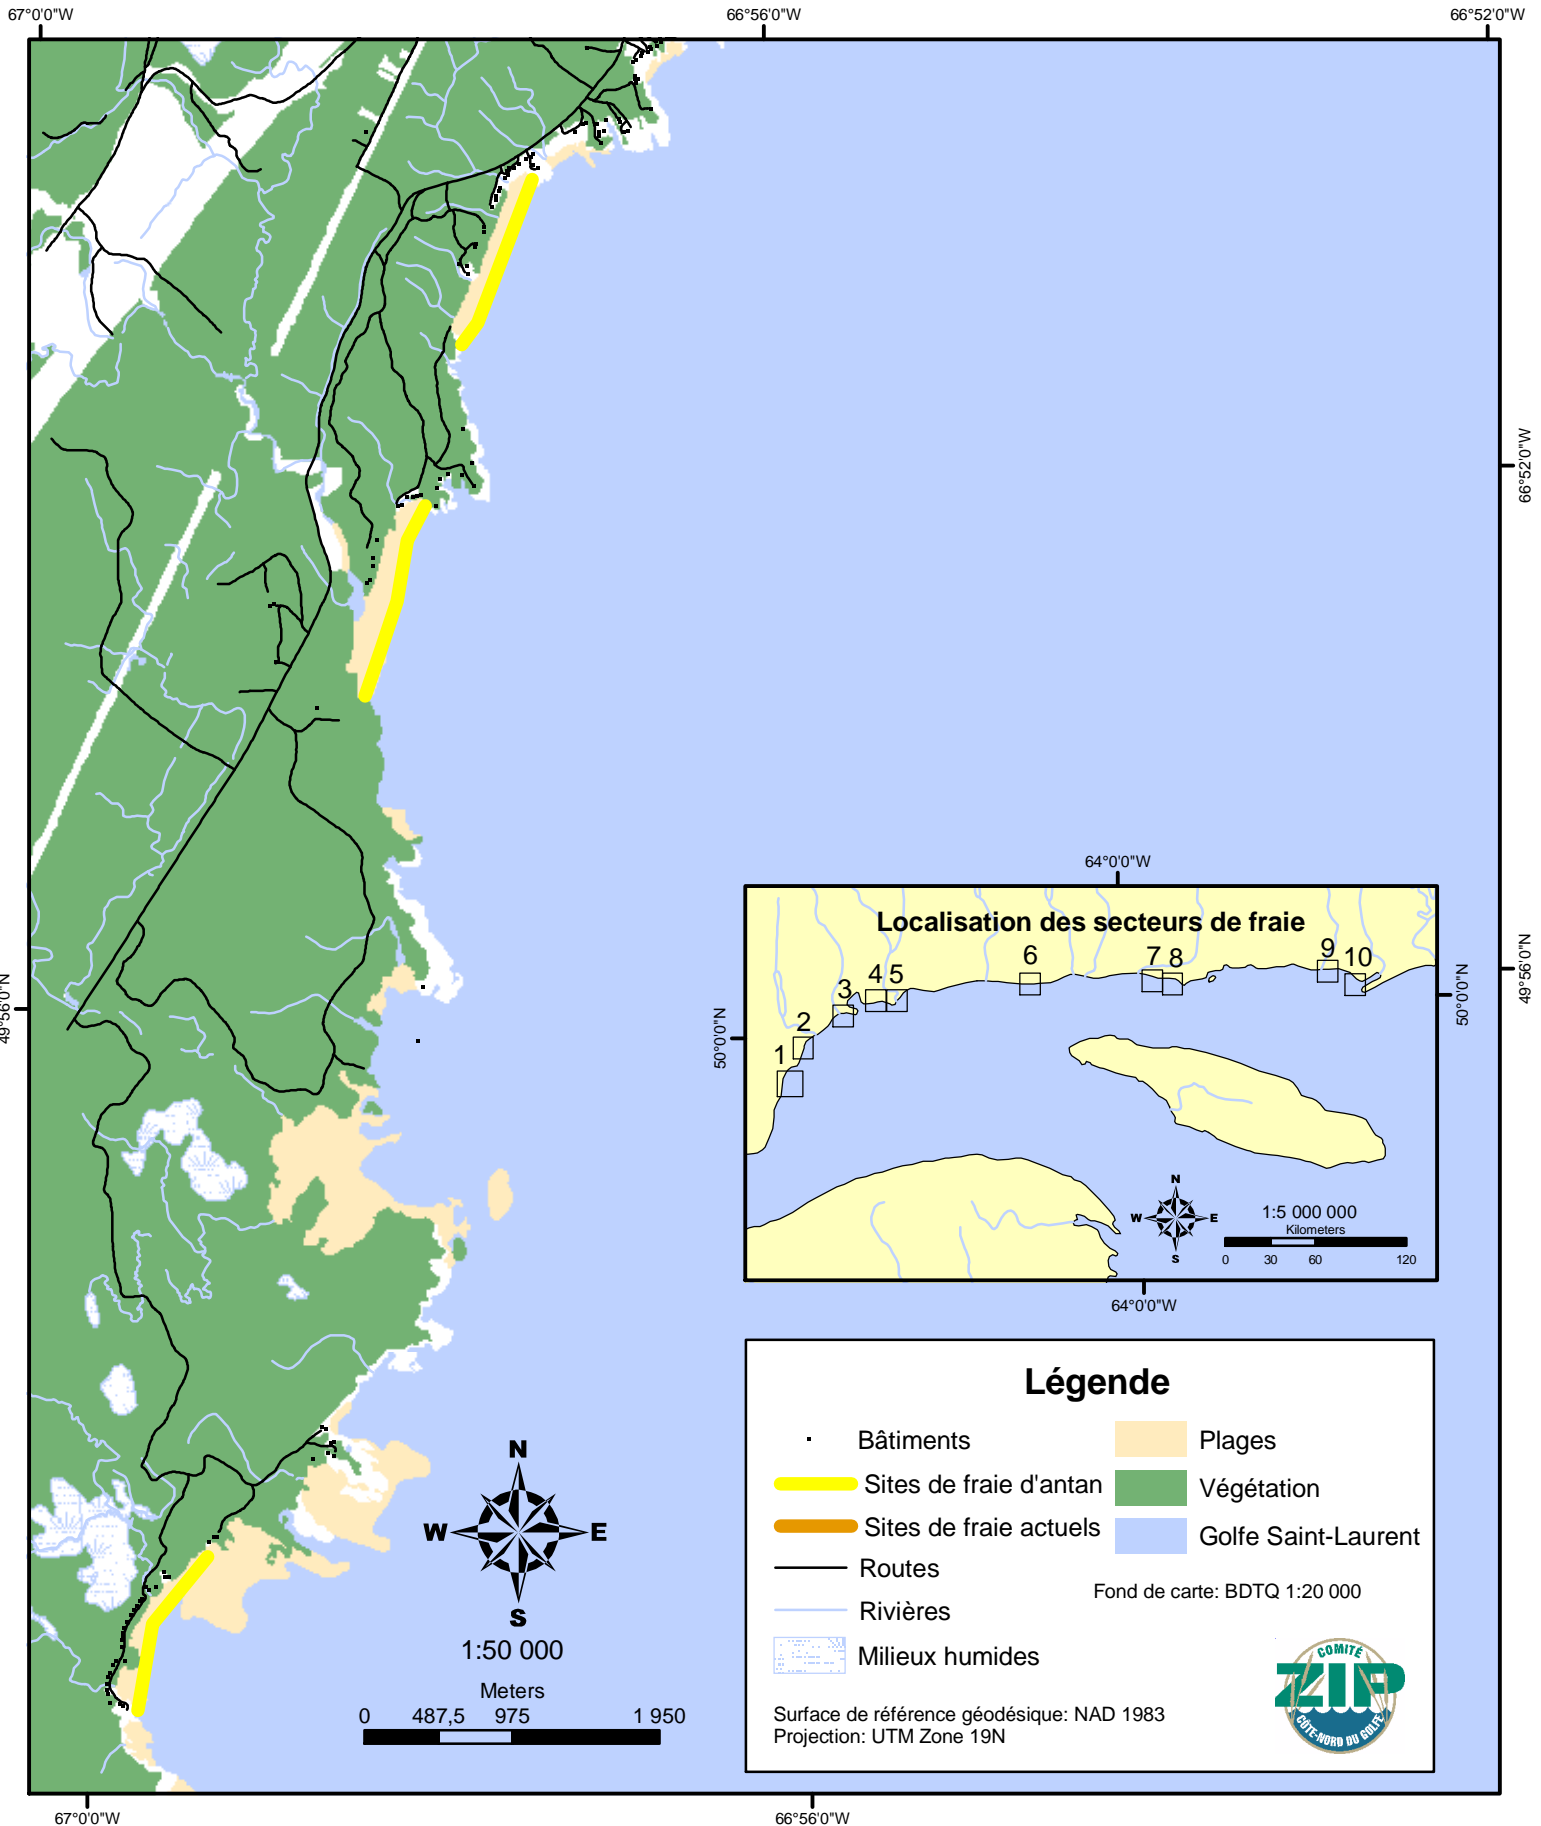 67°0'0"W
66°56'0"W
66°52'0"W
66°52'0"W
64°0'0"W
Localisation des secteurs de fraie
1
2
3
4
5
6
7
8
9
10
50°0'0"N
50°0'0"N
49°56'0"N
49°56'0"N
N
W
E
S
1:5 000 000
Kilometers
0 30 60 120
64°0'0"W
Légende
Bâtiments
Sites de fraie d'antan
Sites de fraie actuels
Routes
Rivières
Milieux humides
Plages
Végétation
Golfe Saint-Laurent
Fond de carte: BDTQ 1:20 000
Surface de référence géodésique: NAD 1983
Projection: UTM Zone 19N
COMITÉ
ZIP
CÔTE-NORD DU GOLFE
N
W
E
S
1:50 000
Meters
0 487,5 975 1 950
67°0'0"W
66°56'0"W